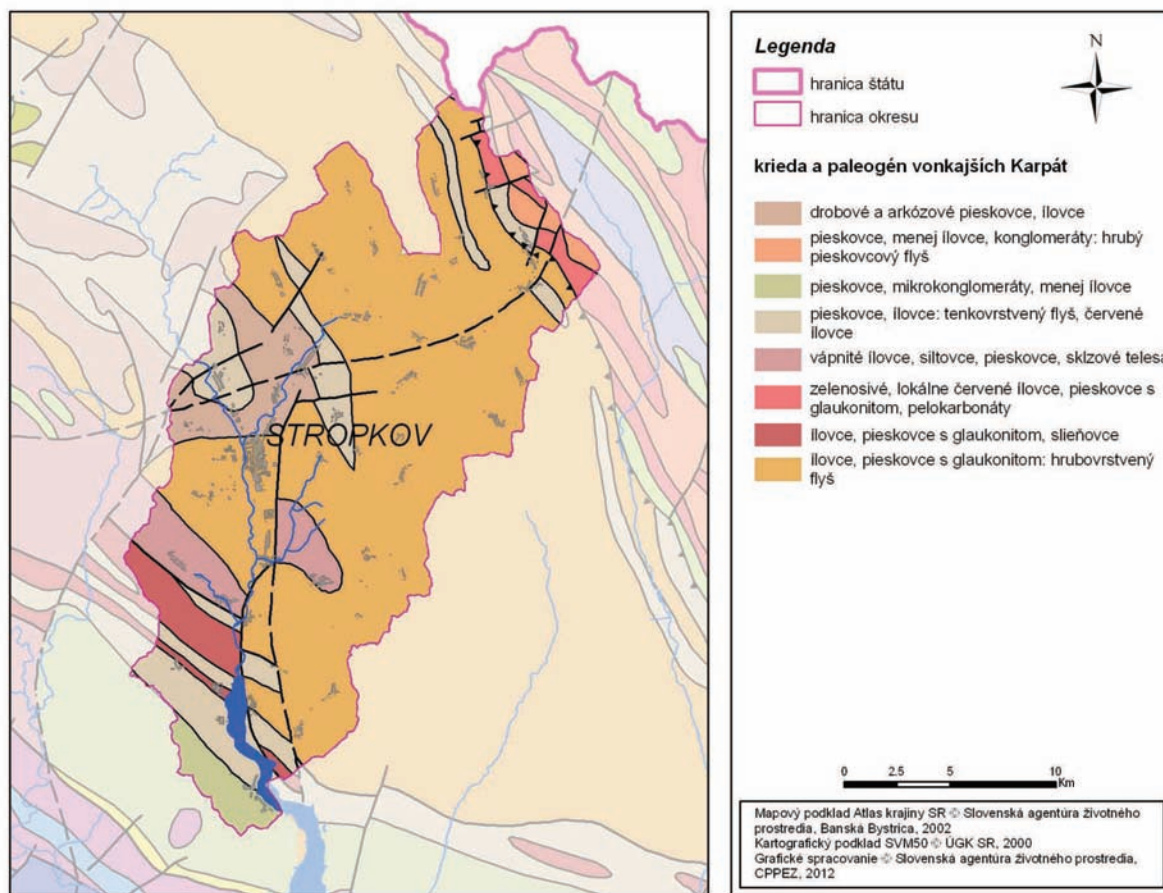 STROPKOV
Legenda
N
hranica štátu
hranica okresu
krieda a paleogén vonkajších Karpát
drobové a arkózové pieskovce, ílovce
pieskovce, menej ílovce, konglomeráty: hrubý
pieskovcový flyš
pieskovce, mikrokonglomeráty, menej ílovce
pieskovce, ílovce: tenkovrstvený flyš, červené
ílovce
vápnité ílovce, siltovce, pieskovce, sklzové telesá
zelenosivé, lokálne červené ílovce, pieskovce s
glaukonitom, pelokarbonáty
ílovce, pieskovce s glaukonitom, slieňovce
ílovce, pieskovce s glaukonitom: hrubovrstvený
flyš
0 2.5 5 10
Km
Mapový podklad Atlas krajiny SR © Slovenská agentúra životného
prostredia, Banská Bystrica, 2002
Kartografický podklad SVM50 © ÚGK SR, 2000
Grafické spracovanie © Slovenská agentúra životného prostredia,
CPPEZ, 2012